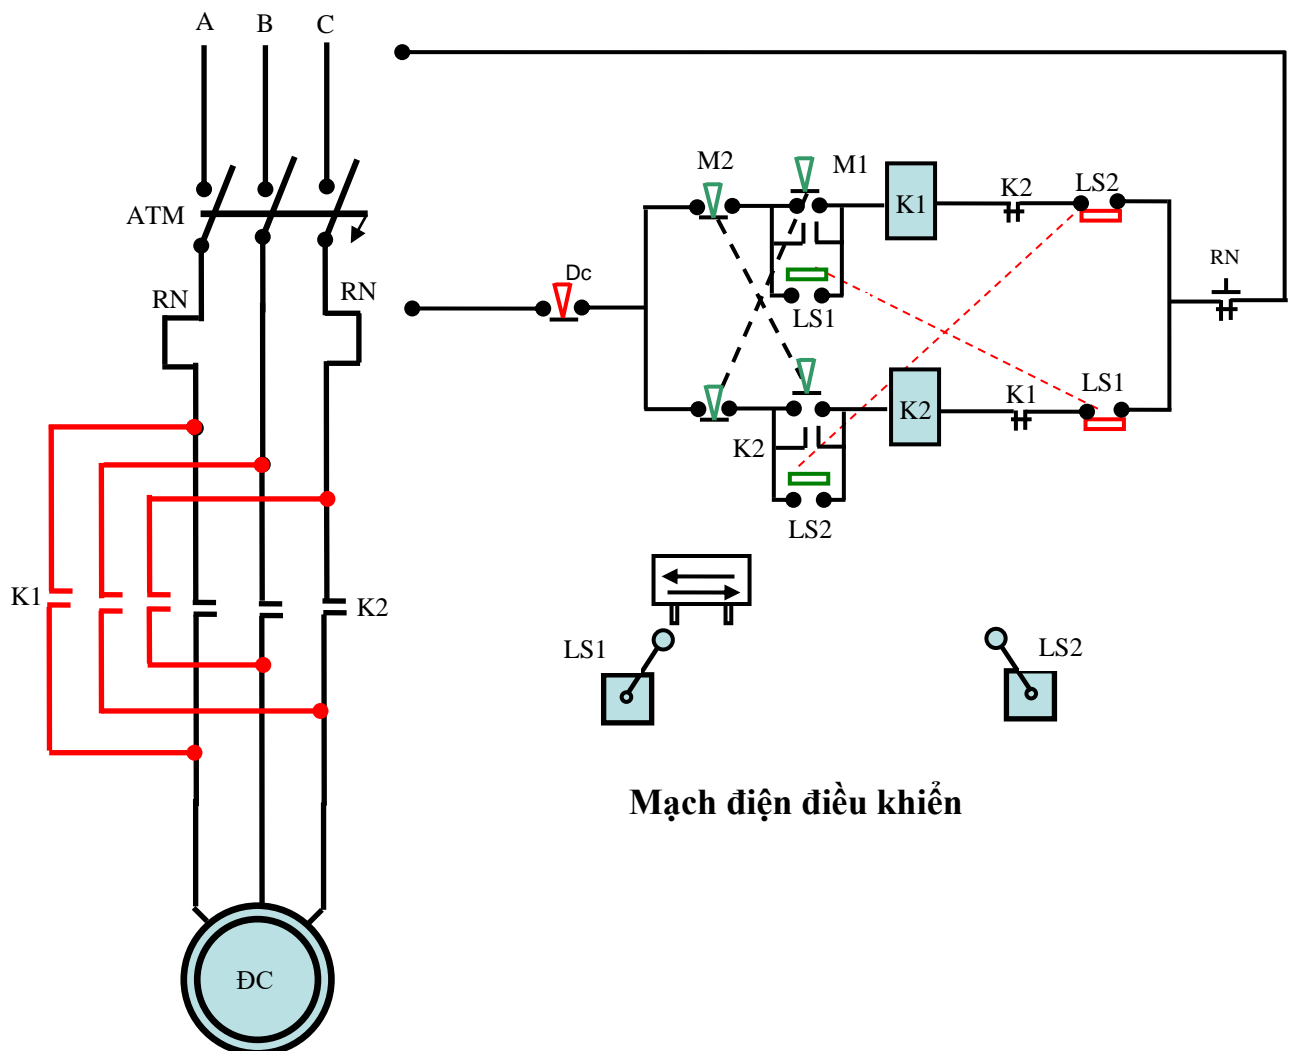 A B C
M2
M1
K1
K2
LS2
ATM
RN
RN
Dc
RN
LS1
K2
K2
K1
LS1
LS2
K1
K2
LS1
LS2
Mạch điện điều khiển
ĐC